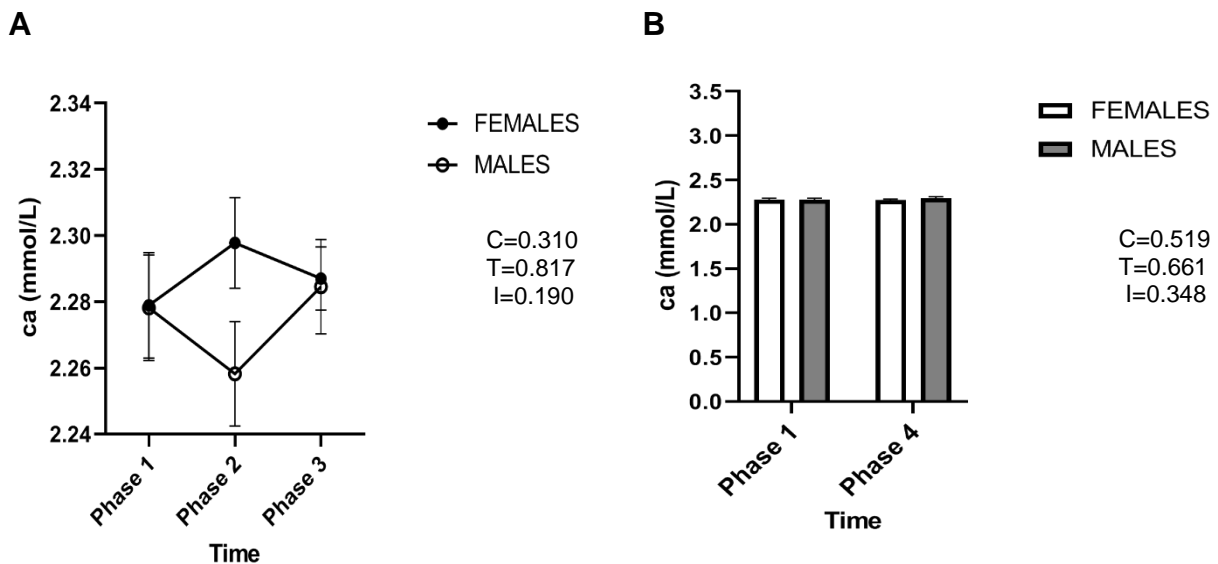 A
ca (mmol/L)
2.34
2.32
2.30
2.28
2.26
2.24
Phase 1
Phase 2
Phase 3
Time
FEMALES
MALES
C=0.310
T=0.817
I=0.190
B
ca (mmol/L)
3.5
3.0
2.5
2.0
1.5
1.0
0.5
0.0
Phase 1
Phase 4
Time
FEMALES
MALES
C=0.519
T=0.661
I=0.348